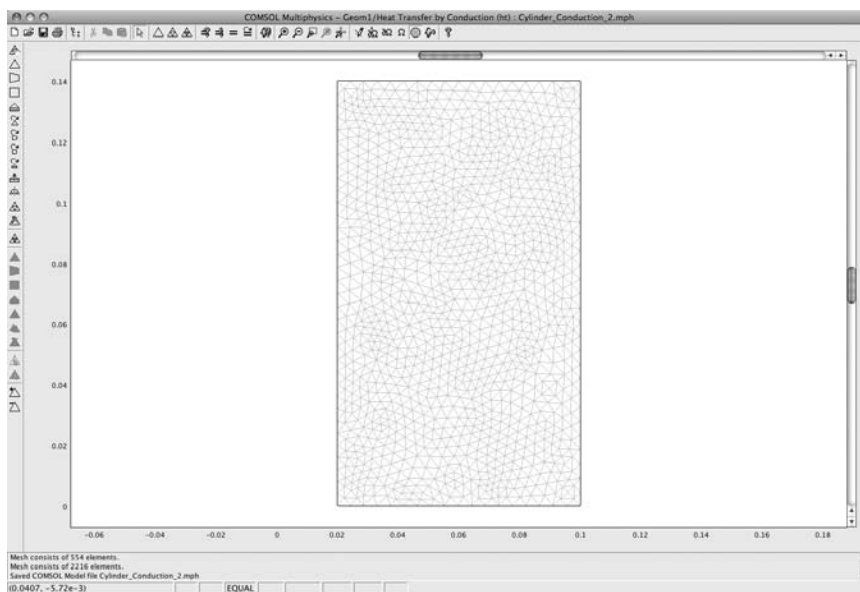 COMSOL Multiphysics - Geom1/Heat Transfer by Conduction (ht) : Cylinder_Conduction_2.mph
0.14
0.12
0.1
0.08
0.06
0.04
0.02
0
-0.06 -0.04 -0.02 0 0.02 0.04 0.06 0.08 0.1 0.12 0.14 0.16 0.18
Mesh consists of 554 elements.
Mesh consists of 2216 elements.
Saved COMSOL Model file Cylinder_Conduction_2.mph
(0.0407, -5.72e-3) EQUAL